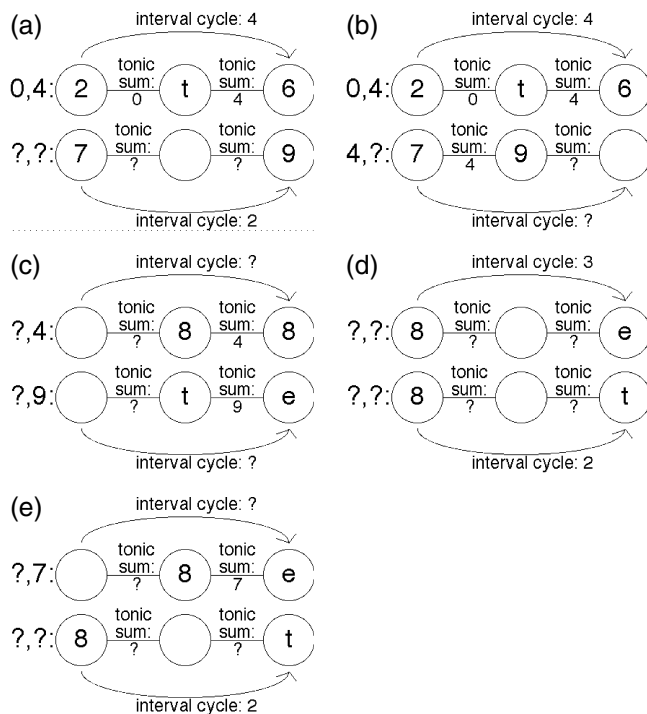 (a)
interval cycle: 4
tonic tonic
sum: sum:
0,4: 2 0 t 4 6
tonic tonic
sum: sum:
?,?: 7 ? ? 9
interval cycle: 2
(b)
interval cycle: 4
tonic tonic
sum: sum:
0,4: 2 0 t 4 6
tonic tonic
sum: sum:
4,?: 7 4 9 ?
interval cycle: ?
(c)
interval cycle: ?
tonic tonic
sum: sum:
?,4: ? 8 4 8
tonic tonic
sum: sum:
?,9: ? t 9 e
interval cycle: ?
(d)
interval cycle: 3
tonic tonic
sum: sum:
?,?: 8 ? ? e
tonic tonic
sum: sum:
?,?: 8 ? ? t
interval cycle: 2
(e)
interval cycle: ?
tonic tonic
sum: sum:
?,7: ? 8 7 e
tonic tonic
sum: sum:
?,?: 8 ? ? t
interval cycle: 2